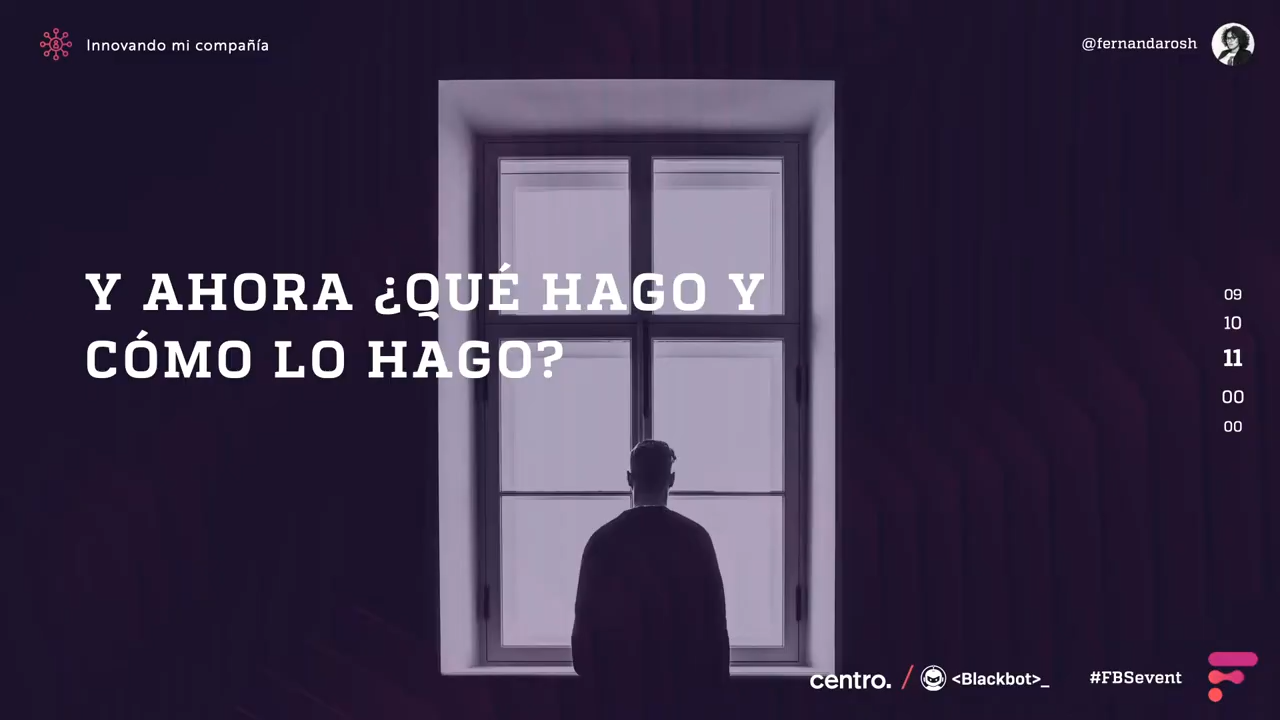 Innovando mi compañía
@fernandarosh
Y AHORA ¿QUÉ HAGO Y
CÓMO LO HAGO?
09
10
11
00
00
centro. / <Blackbot>_
#FBSevent